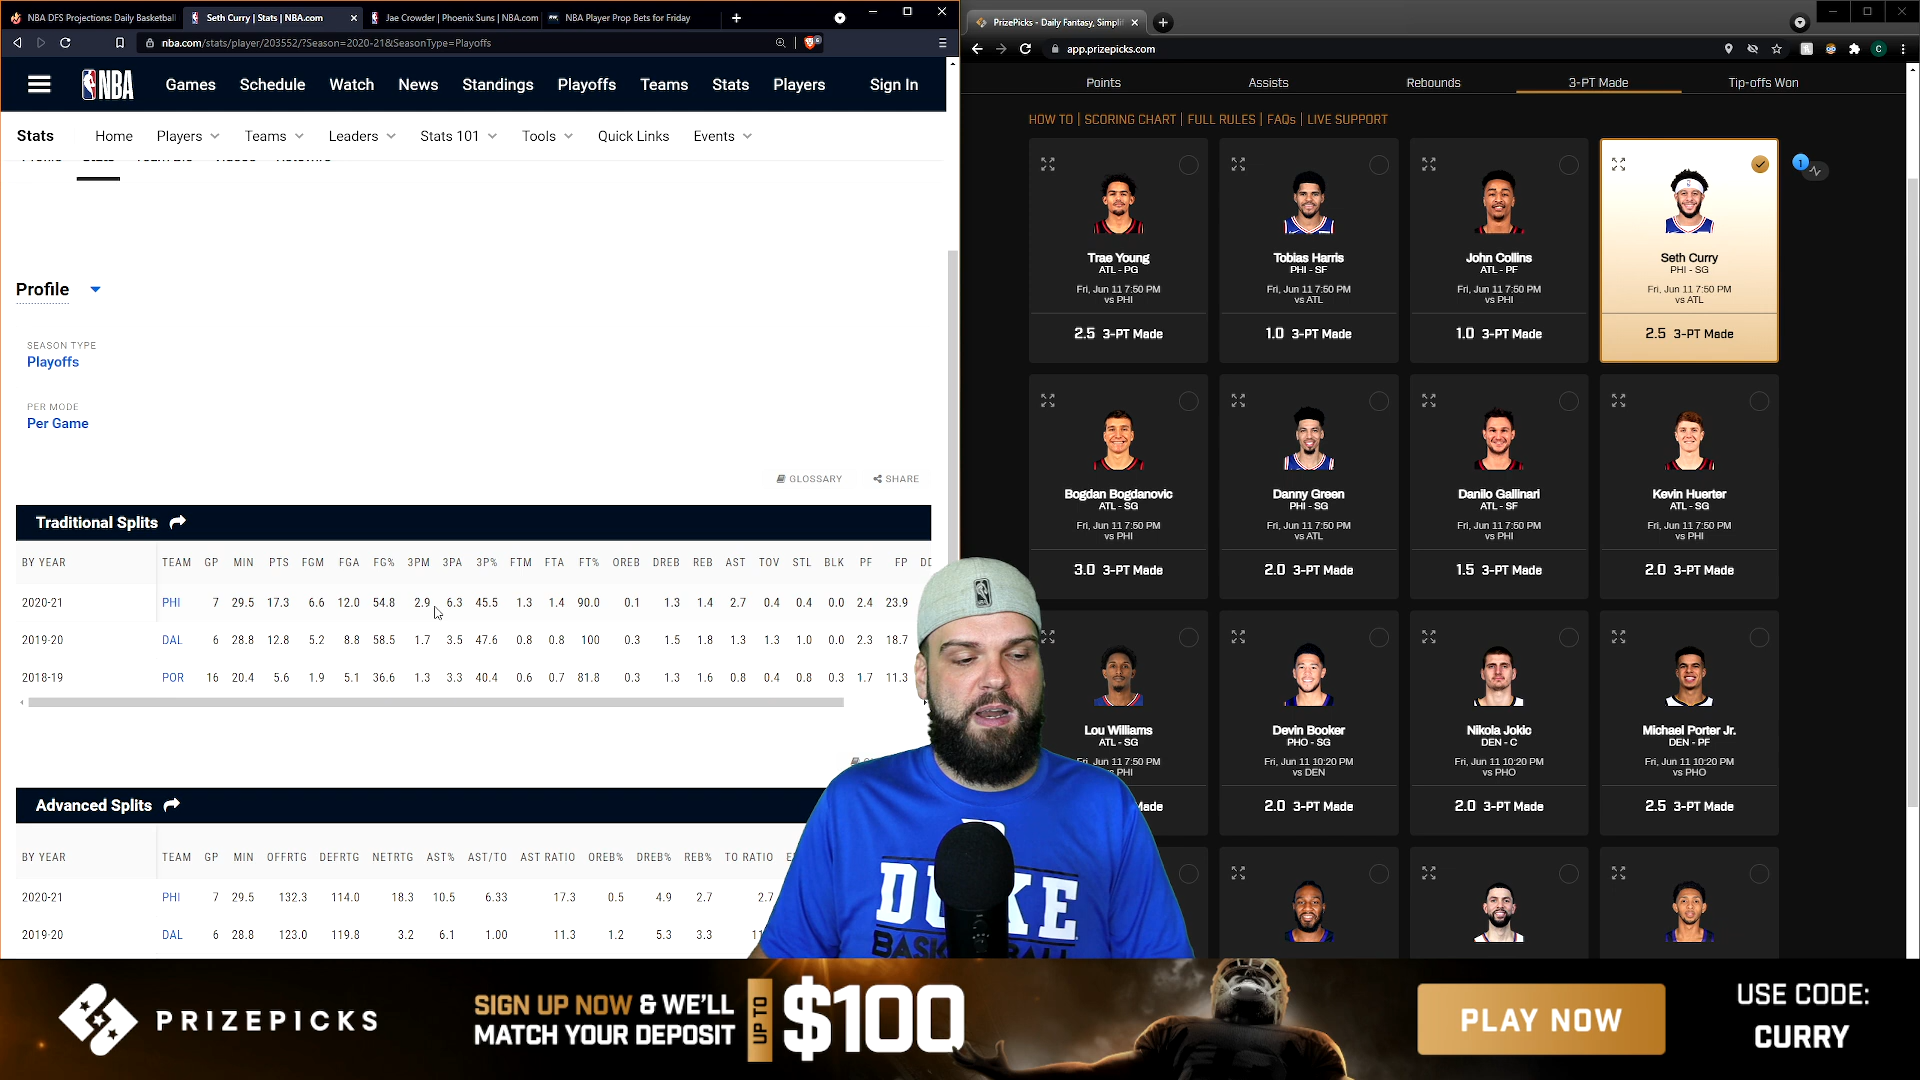 NBA DFS Projections: Daily Basketball
Seth Curry | Stats | NBA.com
Jae Crowder | Phoenix Suns | NBA.com
NBA Player Prop Bets for Friday
nba.com/stats/player/203552/?Season=2020-21&SeasonType=Playoffs
NBA
Games
Schedule
Watch
News
Standings
Playoffs
Teams
Stats
Players
Sign In
Stats
Home
Players
Teams
Leaders
Stats 101
Tools
Quick Links
Events
Profile
SEASON TYPE
Playoffs
PER MODE
Per Game
GLOSSARY
SHARE
Traditional Splits
BY YEAR TEAM GP MIN PTS FGM FGA FG% 3PM 3PA 3P% FTM FTA FT% OREB DREB REB AST TOV STL BLK PF FP DD
2020-21 PHI 7 29.5 17.3 6.6 12.0 54.8 2.9 6.3 45.5 1.3 1.4 90.0 0.1 1.3 1.4 2.7 0.4 0.4 0.0 2.4 23.9
2019-20 DAL 6 28.8 12.8 5.2 8.8 58.5 1.7 3.5 47.6 0.8 0.8 100 0.3 1.5 1.8 1.3 1.3 1.0 0.0 2.3 18.7
2018-19 POR 16 20.4 5.6 1.9 5.1 36.6 1.3 3.3 40.4 0.6 0.7 81.8 0.3 1.3 1.6 0.8 0.4 0.8 0.3 1.7 11.3
Advanced Splits
BY YEAR TEAM GP MIN OFFRTG DEFRTG NETRTG AST% AST/TO AST RATIO OREB% DREB% REB% TO RATIO
2020-21 PHI 7 29.5 132.3 114.0 18.3 10.5 6.33 17.3 0.5 4.9 2.7 2.7
2019-20 DAL 6 28.8 123.0 119.8 3.2 6.1 1.00 11.3 1.2 5.3 3.3
PrizePicks - Daily Fantasy, Simplif
app.prizepicks.com
Points
Assists
Rebounds
3-PT Made
Tip-offs Won
HOW TO | SCORING CHART | FULL RULES | FAQs | LIVE SUPPORT
1
Trae Young
ATL - PG
Fri, Jun 11 7:50 PM
vs PHI
2.5 3-PT Made
Tobias Harris
PHI - SF
Fri, Jun 11 7:50 PM
vs ATL
1.0 3-PT Made
John Collins
ATL - PF
Fri, Jun 11 7:50 PM
vs PHI
1.0 3-PT Made
Seth Curry
PHI - SG
Fri, Jun 11 7:50 PM
vs ATL
2.5 3-PT Made
Bogdan Bogdanovic
ATL - SG
Fri, Jun 11 7:50 PM
vs PHI
3.0 3-PT Made
Danny Green
PHI - SG
Fri, Jun 11 7:50 PM
vs ATL
2.0 3-PT Made
Danilo Gallinari
ATL - SF
Fri, Jun 11 7:50 PM
vs PHI
1.5 3-PT Made
Kevin Huerter
ATL - SG
Fri, Jun 11 7:50 PM
vs PHI
2.0 3-PT Made
Lou Williams
ATL - SG
Fri, Jun 11 7:50 PM
vs PHI
Made
Devin Booker
PHO - SG
Fri, Jun 11 10:20 PM
vs DEN
2.0 3-PT Made
Nikola Jokic
DEN - C
Fri, Jun 11 10:20 PM
vs PHO
2.0 3-PT Made
Michael Porter Jr.
DEN - PF
Fri, Jun 11 10:20 PM
vs PHO
2.5 3-PT Made
DUKE
BASKETBALL
PRIZEPICKS
SIGN UP NOW & WE'LL
MATCH YOUR DEPOSIT
UP TO
$100
PLAY NOW
USE CODE:
CURRY